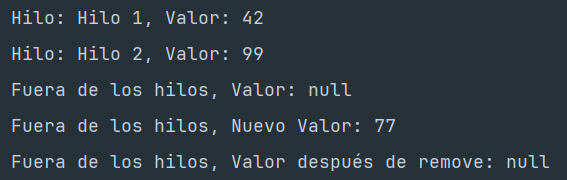 Hilo: Hilo 1, Valor: 42
Hilo: Hilo 2, Valor: 99
Fuera de los hilos, Valor: null
Fuera de los hilos, Nuevo Valor: 77
Fuera de los hilos, Valor después de remove: null